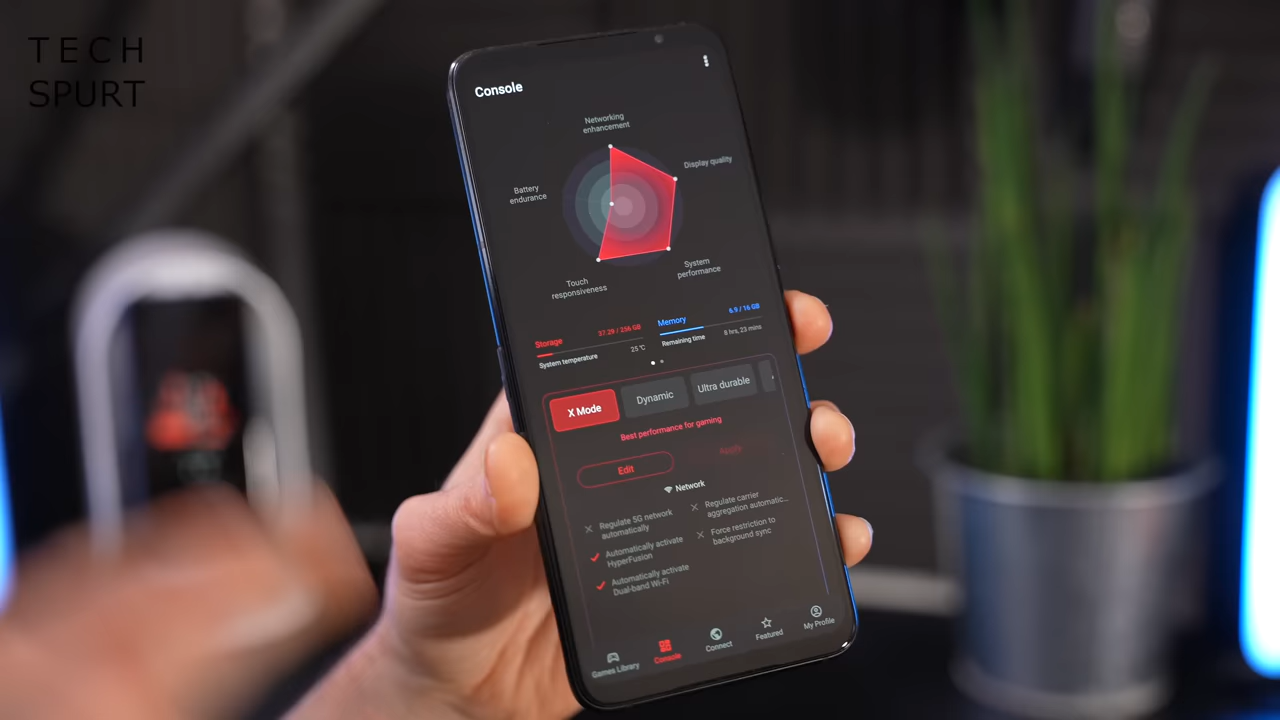 TECH
SPURT
Console
Networking
enhancement
Display quality
Battery
endurance
System
performance
Touch
responsiveness
Storage 37.29 / 256 GB
Memory 6.9 / 16 GB
System temperature 25 °C
Remaining time 8 hrs, 23 mins
X Mode
Dynamic
Ultra durable
Best performance for gaming
Edit
Apply
Network
Regulate 5G network
automatically
Regulate carrier
aggregation automatic...
Automatically activate
HyperFusion
Force restriction to
background sync
Automatically activate
Dual-band Wi-Fi
Games Library
Console
Connect
Featured
My Profile